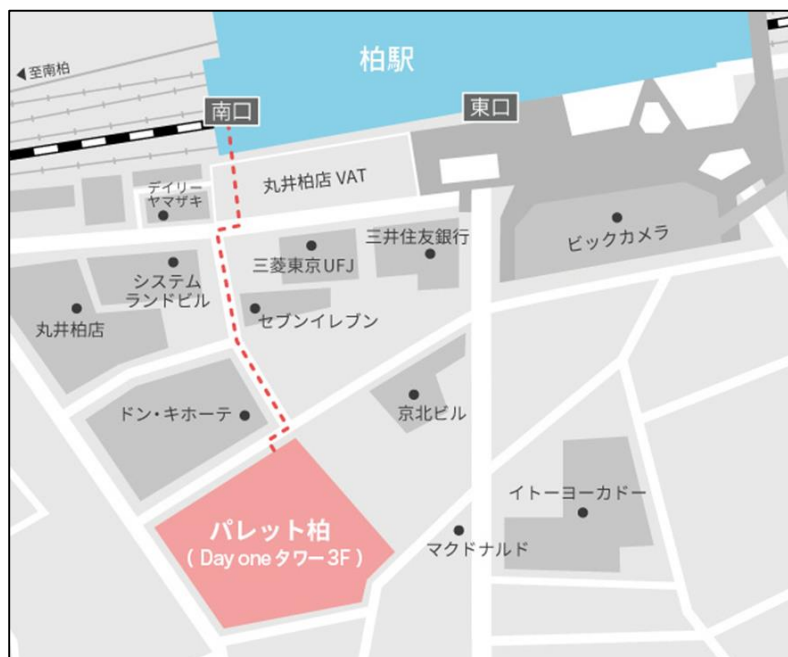 柏駅
◀至南柏
南口
東口
デイリー
ヤマザキ
丸井柏店 VAT
三井住友銀行
ビックカメラ
三菱東京UFJ
システム
ランドビル
丸井柏店
セブンイレブン
ドン・キホーテ
京北ビル
イトーヨーカドー
マクドナルド
パレット柏
( Day one タワー 3F )